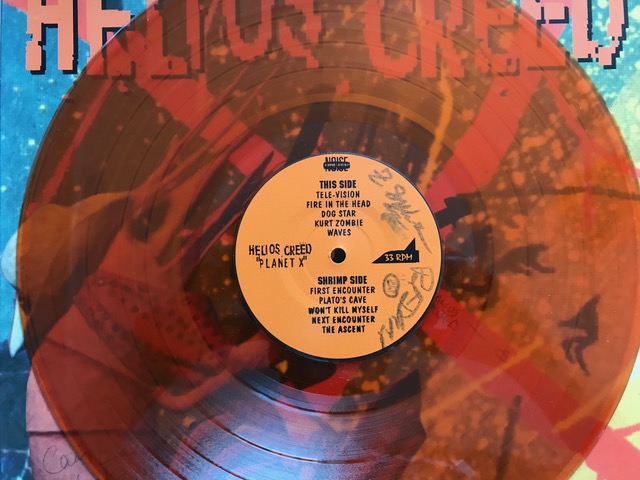 HELIOS CREED
NOISE
NOISE
THIS SIDE
TELE-VISION
FIRE IN THE HEAD
DOG STAR
KURT ZOMBIE
WAVES
HELIOS CREED
"PLANET X"
33 RPM
SHRIMP SIDE
FIRST ENCOUNTER
PLATO'S CAVE
WON'T KILL MYSELF
NEXT ENCOUNTER
THE ASCENT